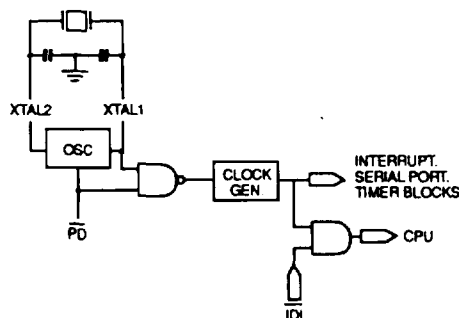 XTAL2
XTAL1
OSC
CLOCK
GEN.
INTERRUPT.
SERIAL PORT.
TIMER BLOCKS
CPU
PD
IDL